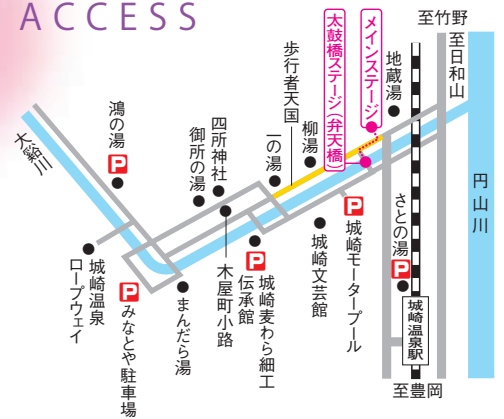 ACCESS
至竹野
至日和山
地蔵湯
メインステージ
太鼓橋ステージ(弁天橋)
歩行者天国
柳湯
一の湯
四所神社
御所の湯
鴻の湯
P
大谿川
円山川
さとの湯
P
城崎温泉駅
至豊岡
P
城崎モータープール
城崎文芸館
P
城崎麦わら細工
伝承館
木屋町小路
まんだら湯
P
みなとや駐車場
城崎温泉
ロープウェイ